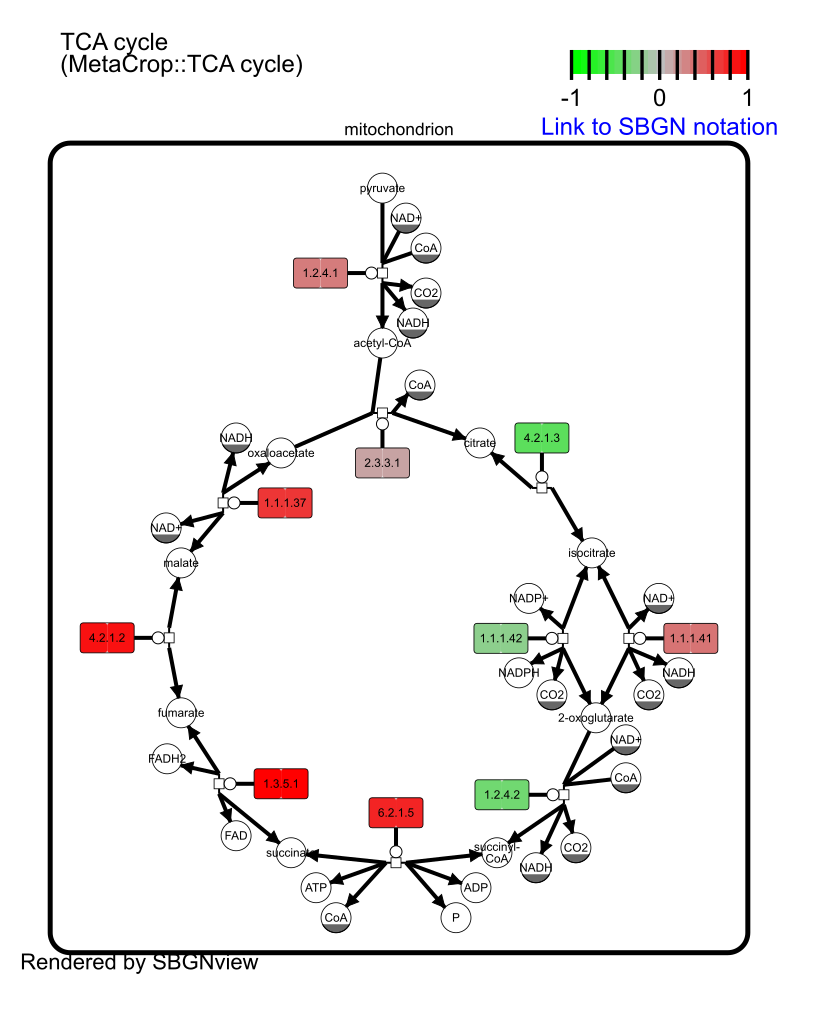 TCA cycle
(MetaCrop::TCA cycle)
-1 0 1
Link to SBGN notation
mitochondrion
pyruvate
NAD+
CoA
1.2.4.1
CO2
NADH
acetyl-CoA
CoA
NADH
oxaloacetate
citrate
4.2.1.3
2.3.3.1
1.1.1.37
NAD+
malate
isocitrate
NADP+
NAD+
4.2.1.2
1.1.1.42
1.1.1.41
NADPH
NADH
CO2
CO2
fumarate
2-oxoglutarate
NAD+
FADH2
CoA
1.3.5.1
1.2.4.2
6.2.1.5
FAD
succinate
succinyl-
CoA
CO2
NADH
ATP
ADP
CoA
P
Rendered by SBGNview